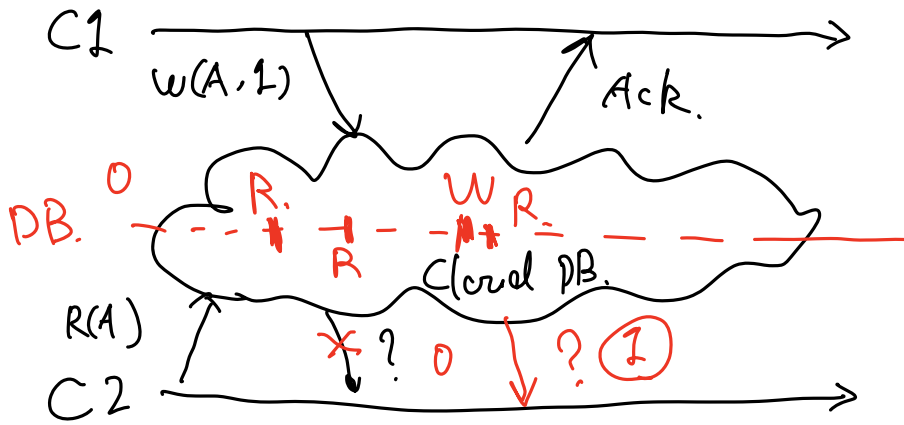 C1
W(A,1)
Ack.
0
R.
W
R.
DB.
R
Cloud DB.
R(A)
?
0
?
1
C2